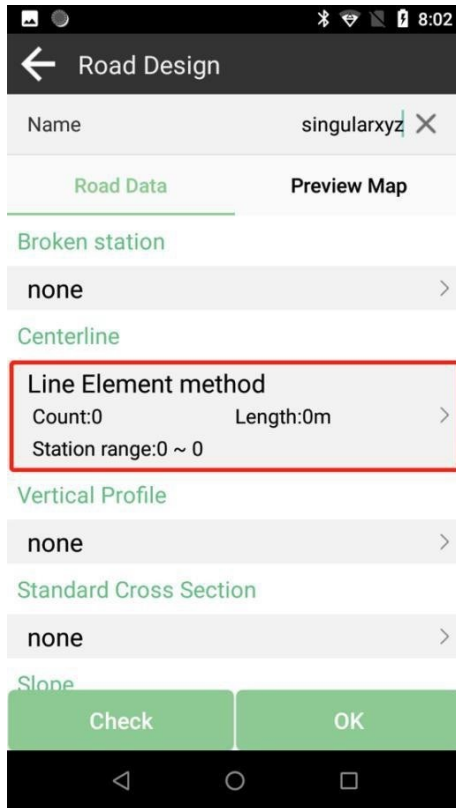 8:02
Road Design
Name singularxyz
Road Data Preview Map
Broken station
none
Centerline
Line Element method
Count:0 Length:0m
Station range:0 ~ 0
Vertical Profile
none
Standard Cross Section
none
Slope
Check OK